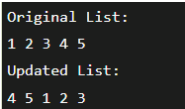 Original List:
1 2 3 4 5
Updated List:
4 5 1 2 3